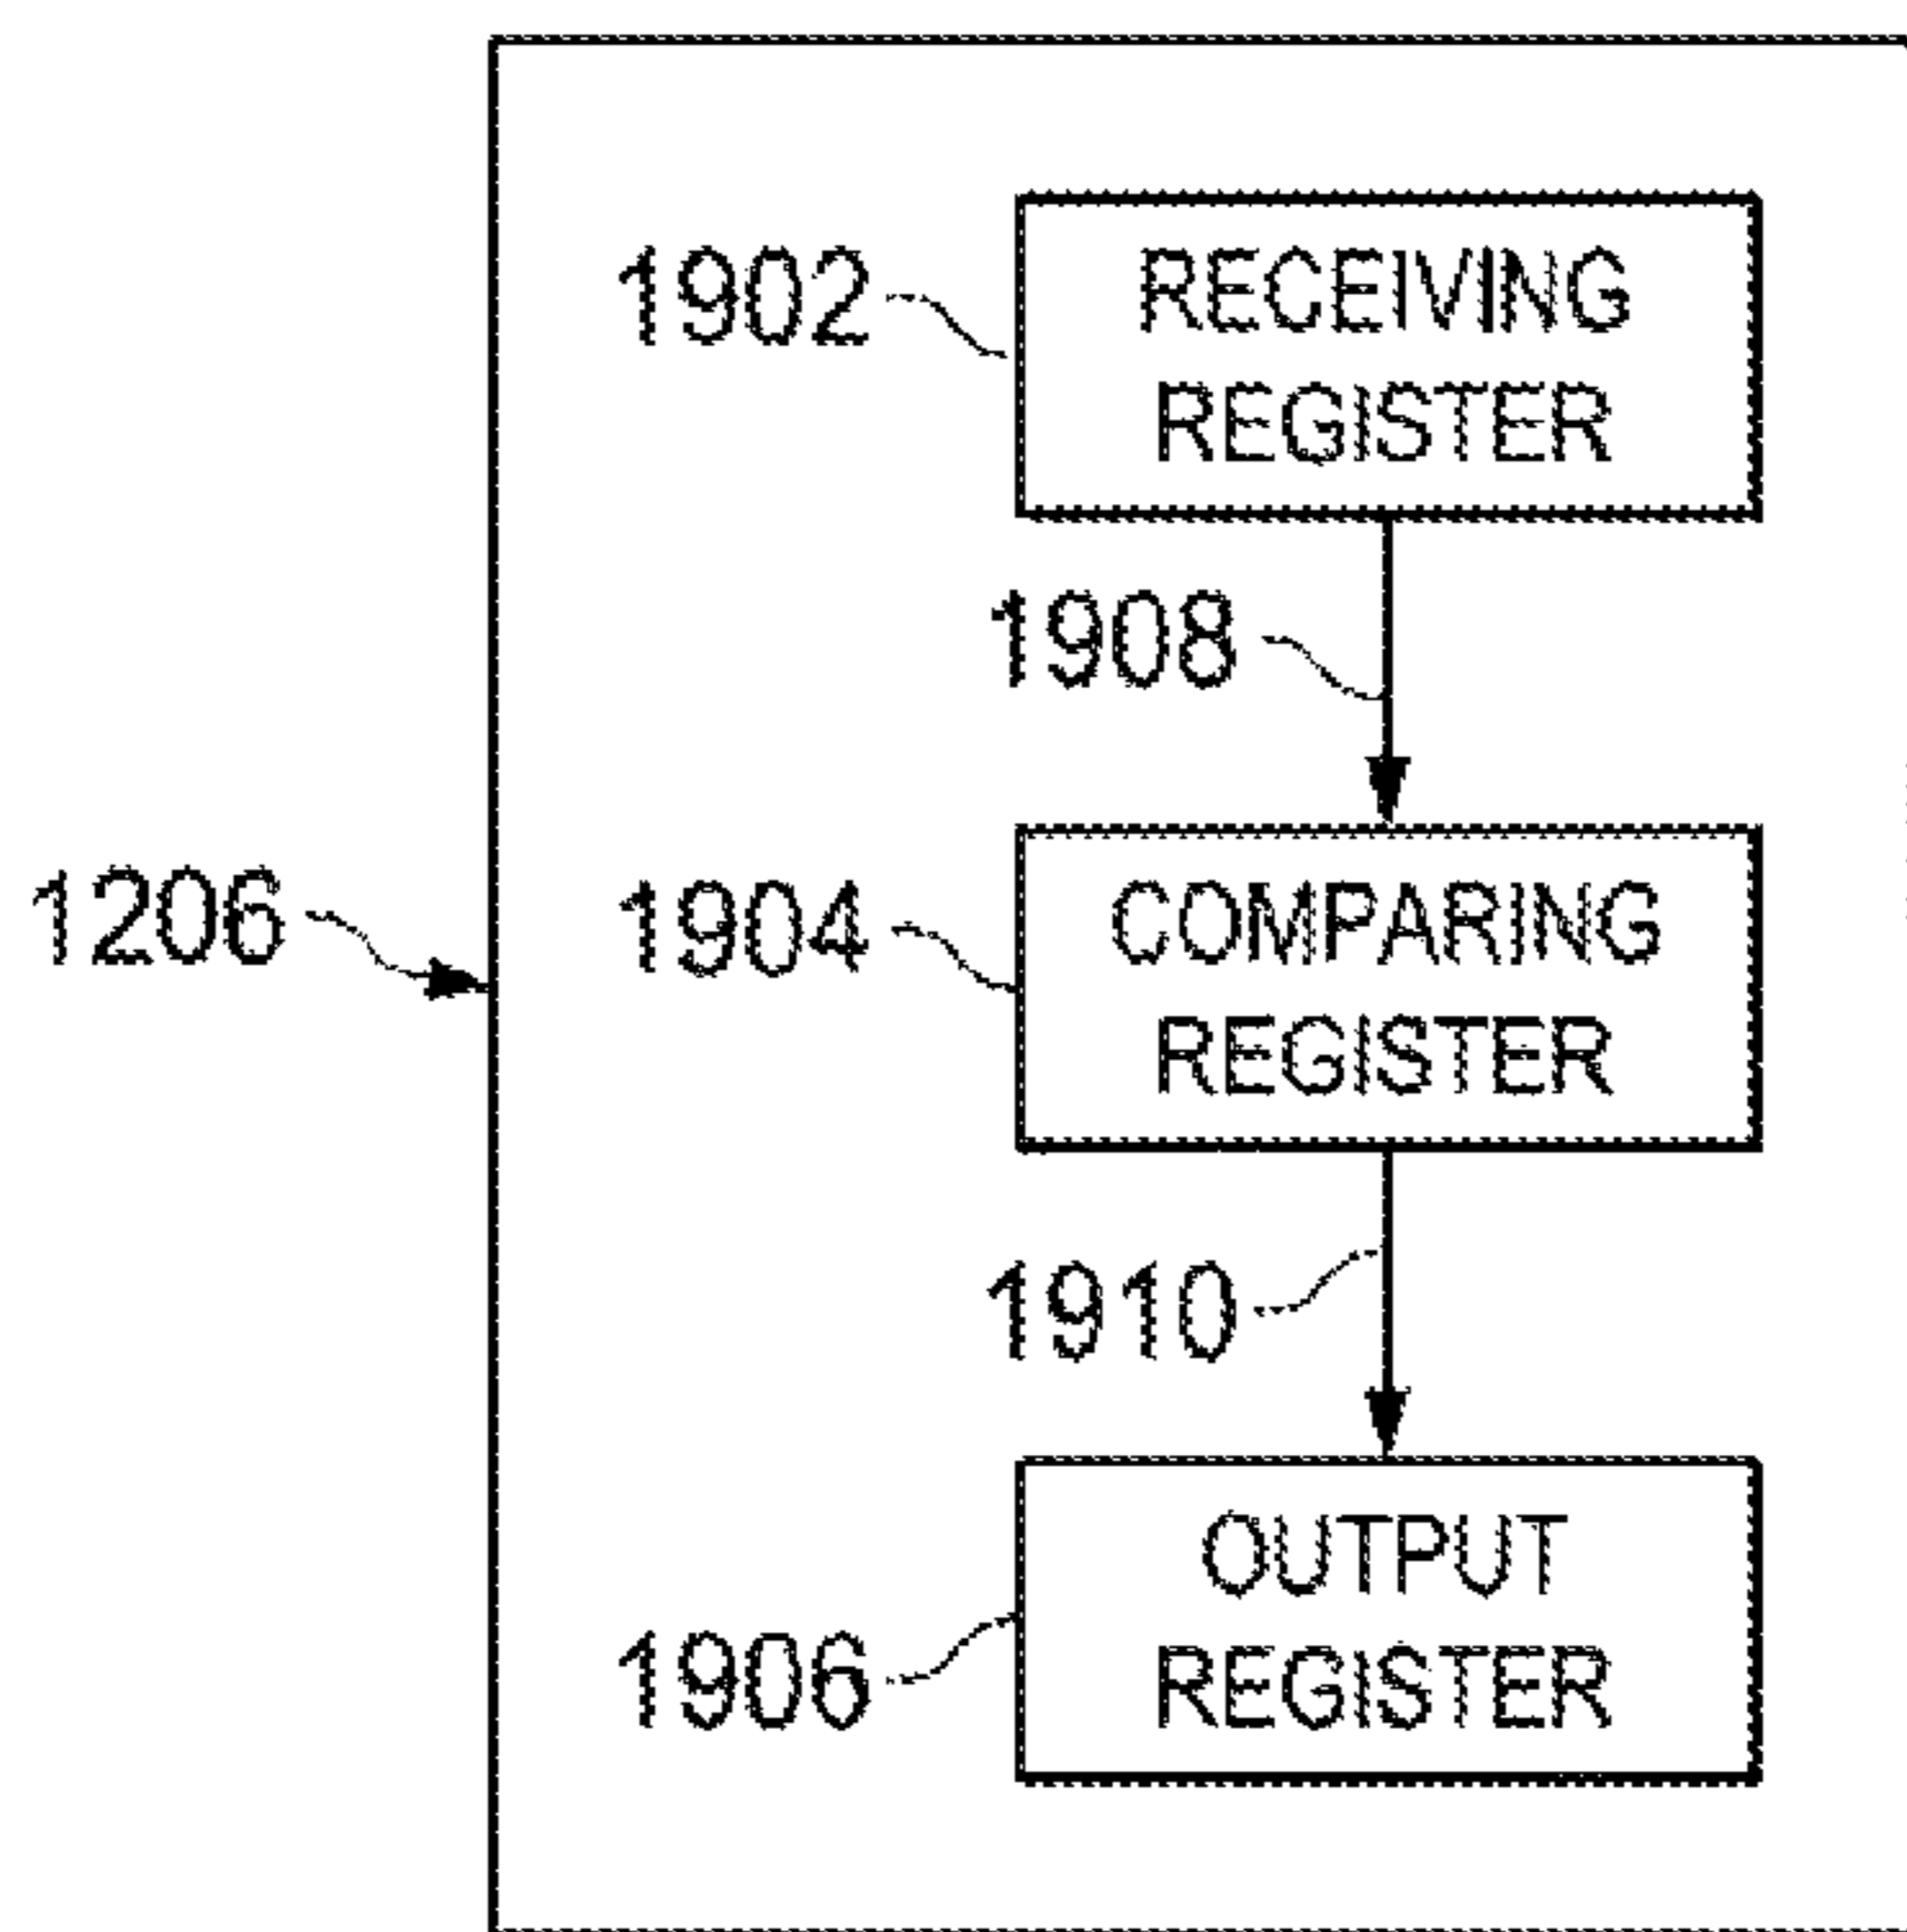 1902
RECEIVING
REGISTER
1908
1206
1904
COMPARING
REGISTER
1910
OUTPUT
1906
REGISTER